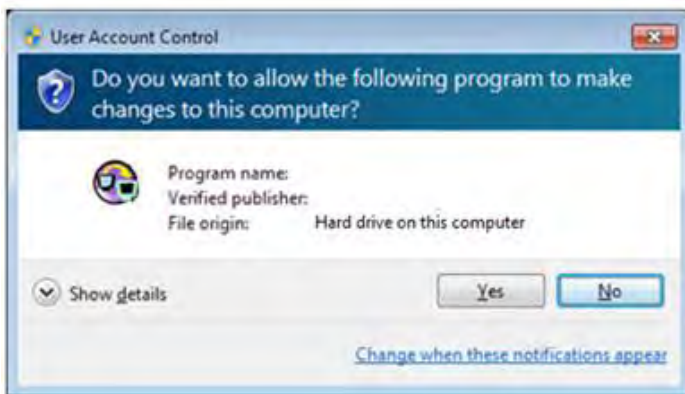 User Account Control
Do you want to allow the following program to make
changes to this computer?
Program name:
Verified publisher:
File origin: Hard drive on this computer
Show details
Yes
No
Change when these notifications appear